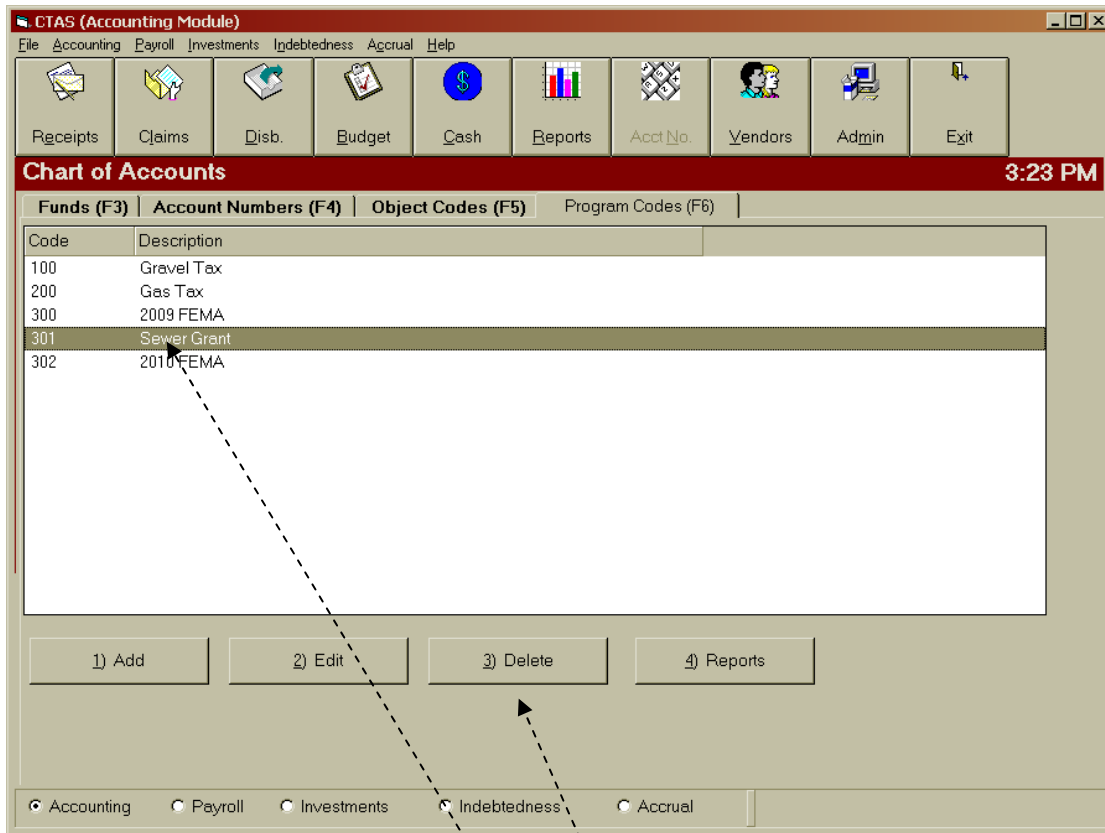 CTAS (Accounting Module)
File Accounting Payroll Investments Indebtedness Accrual Help
Receipts Claims Disb. Budget Cash Reports Acct No. Vendors Admin Exit
Chart of Accounts 3:23 PM
Funds (F3) Account Numbers (F4) Object Codes (F5) Program Codes (F6)
Code Description
100 Gravel Tax
200 Gas Tax
300 2009 FEMA
301 Sewer Grant
302 2010 FEMA
1) Add 2) Edit 3) Delete 4) Reports
Accounting Payroll Investments Indebtedness Accrual